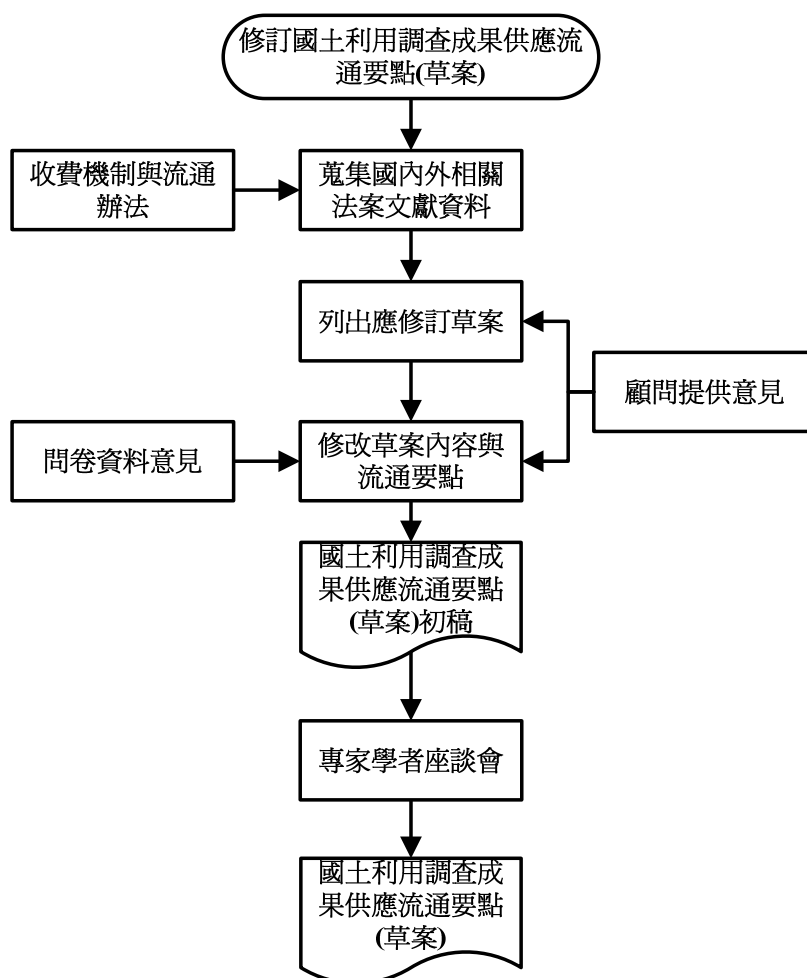 修訂國土利用調查成果供應流
通要點(草案)
收費機制與流通
辦法
蒐集國內外相關
法案文獻資料
列出應修訂草案
顧問提供意見
問卷資料意見
修改草案內容與
流通要點
國土利用調查成
果供應流通要點
(草案)初稿
專家學者座談會
國土利用調查成
果供應流通要點
(草案)